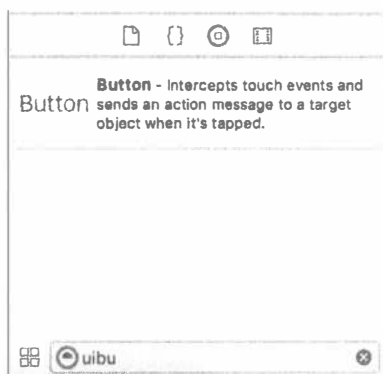 Button
Button - Intercepts touch events and
sends an action message to a target
object when it's tapped.
uibu